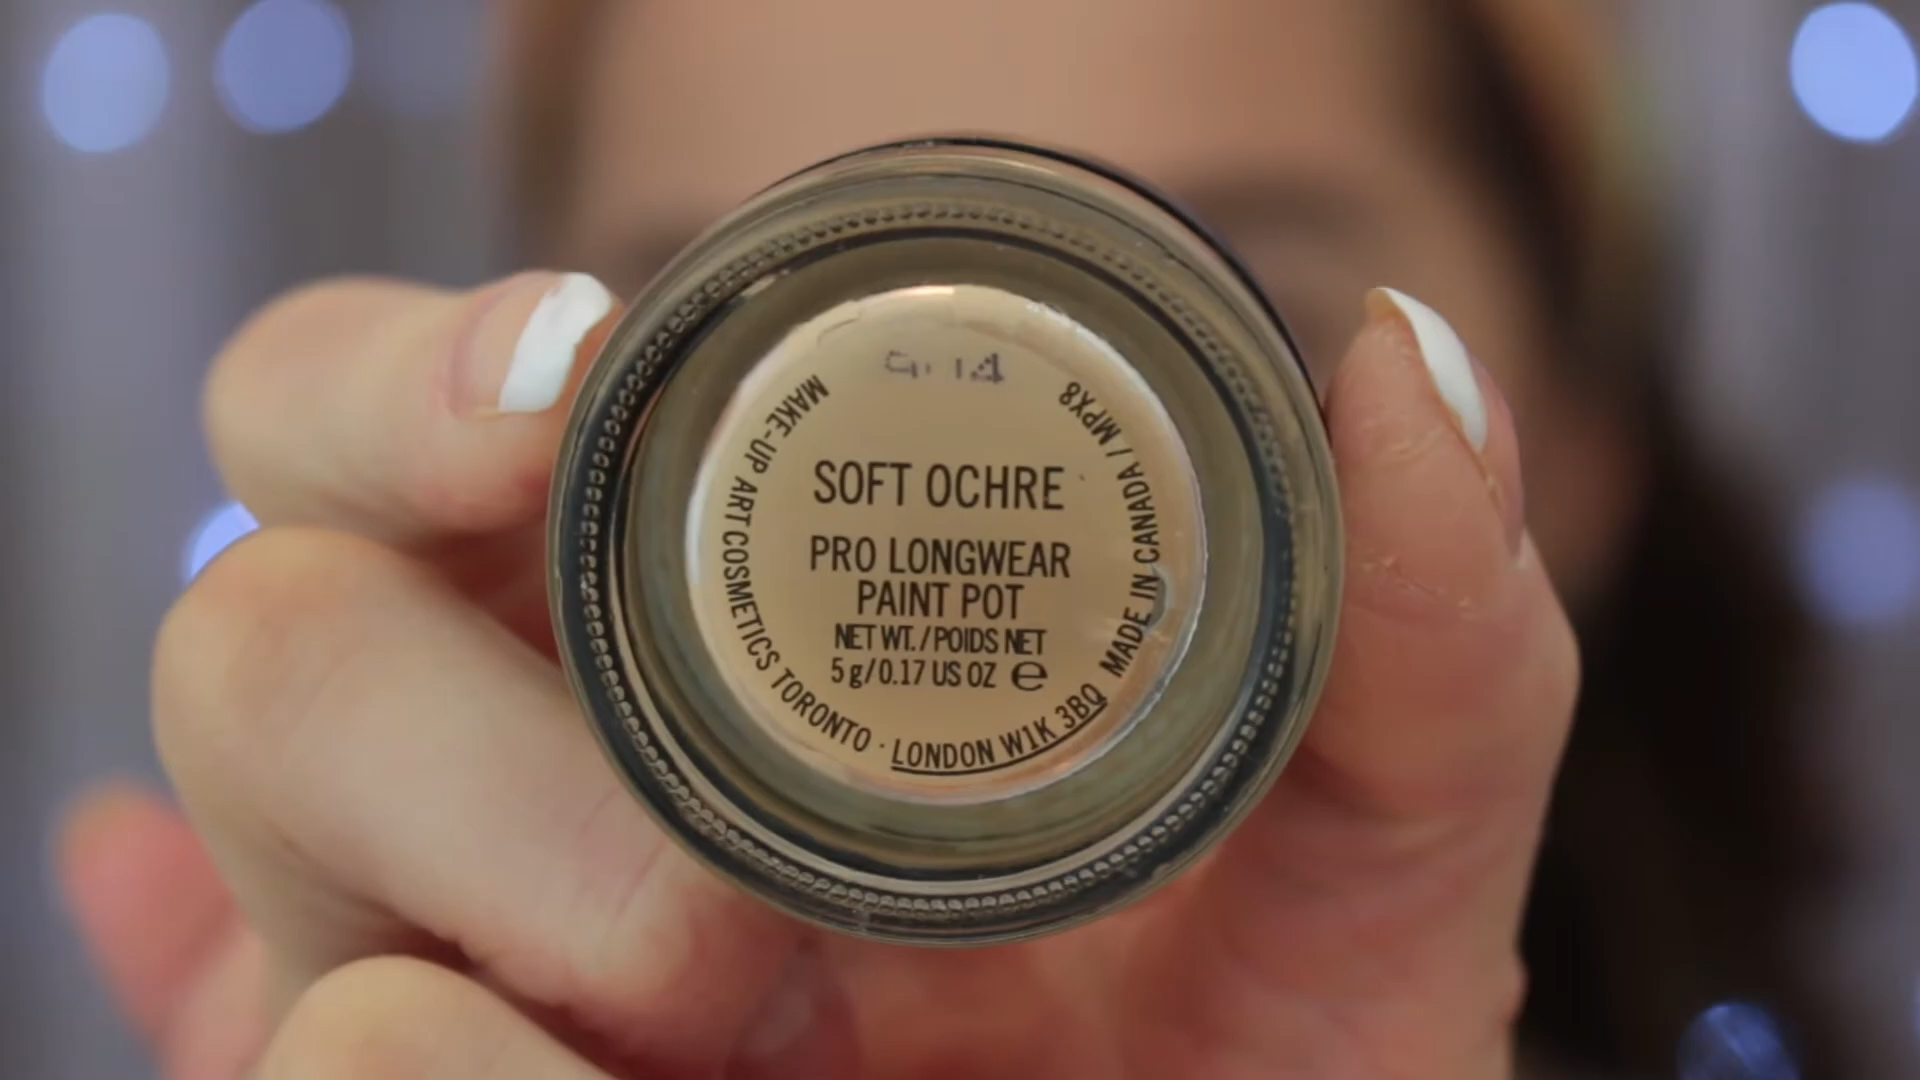 SOFT OCHRE
PRO LONGWEAR
PAINT POT
NET WT. / POIDS NET
5 g/0.17 US OZ e
MAKE-UP ART COSMETICS TORONTO · LONDON W1K 3BQ MADE IN CANADA / MPX8